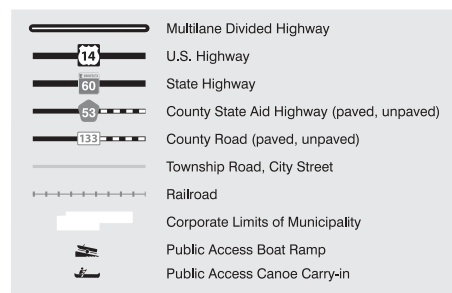 Multilane Divided Highway
14 U.S. Highway
60 State Highway
53 County State Aid Highway (paved, unpaved)
133 County Road (paved, unpaved)
Township Road, City Street
Railroad
Corporate Limits of Municipality
Public Access Boat Ramp
Public Access Canoe Carry-in